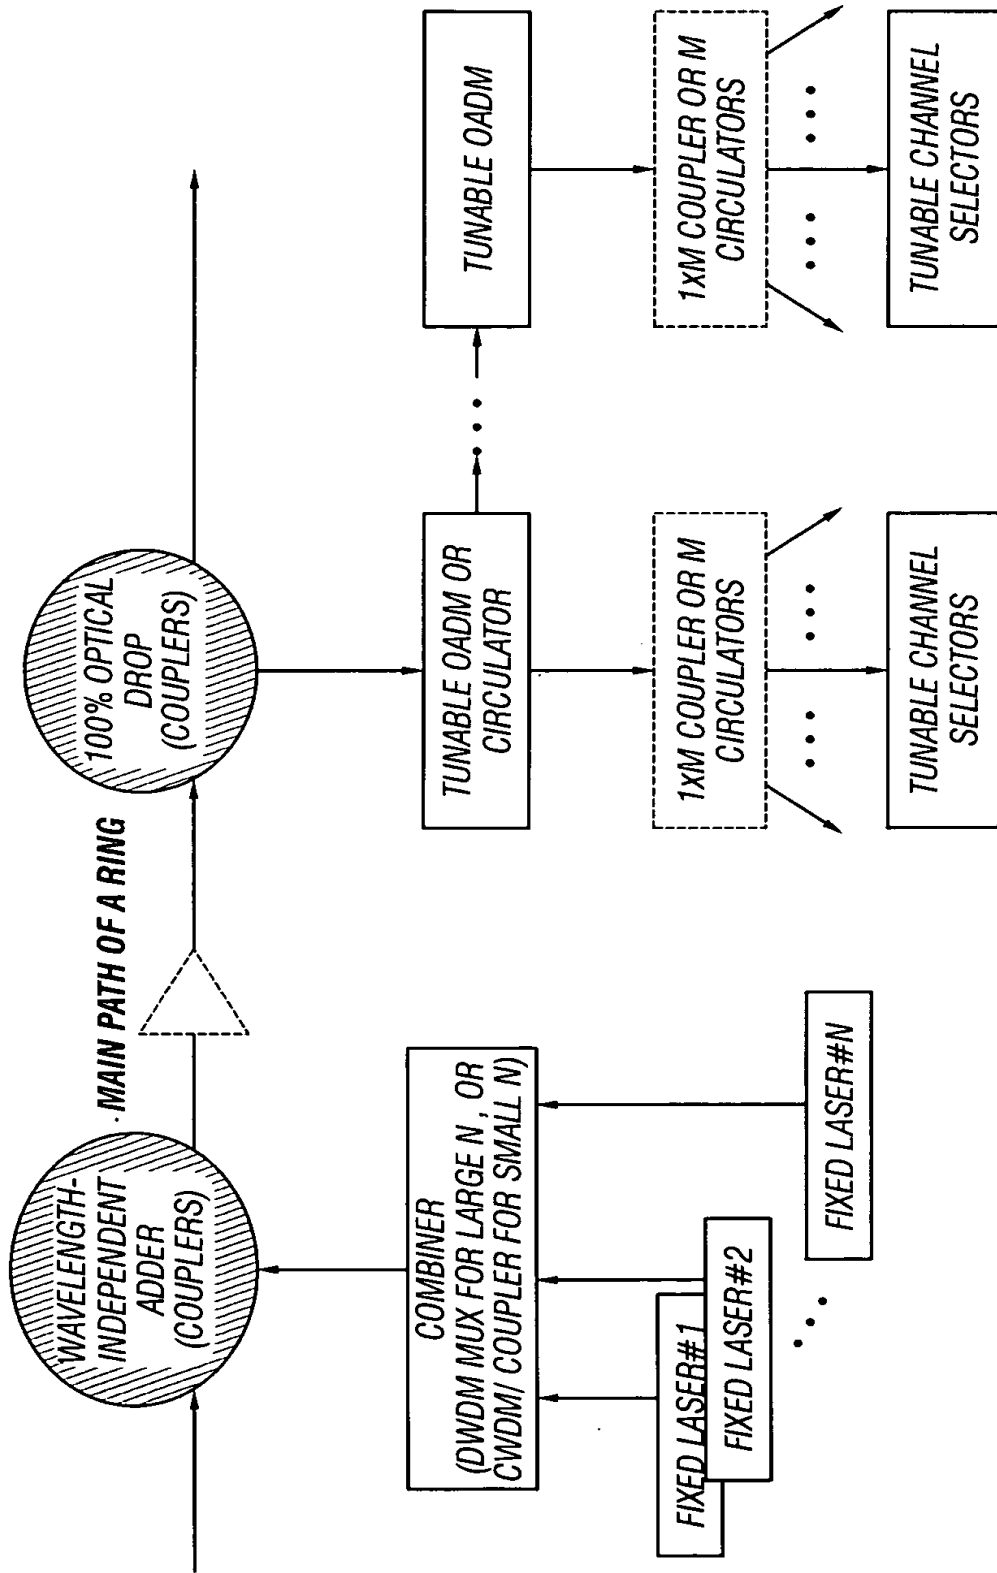 MAIN PATH OF A RING
WAVELENGTH-
INDEPENDENT
ADDER
(COUPLERS)
100% OPTICAL
DROP
(COUPLERS)
COMBINER
(DWDM MUX FOR LARGE N , OR
CWDM/ COUPLER FOR SMALL N)
FIXED LASER#1
FIXED LASER#2
FIXED LASER#N
TUNABLE OADM OR
CIRCULATOR
TUNABLE OADM
1xM COUPLER OR M
CIRCULATORS
1xM COUPLER OR M
CIRCULATORS
TUNABLE CHANNEL
SELECTORS
TUNABLE CHANNEL
SELECTORS